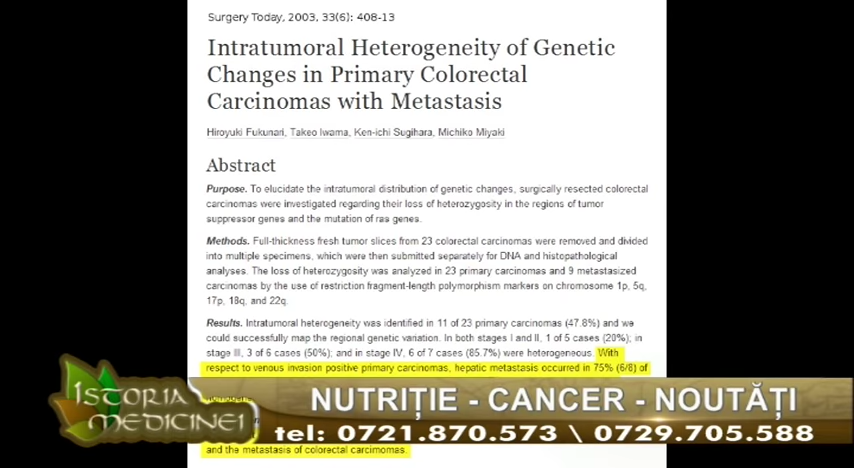 Surgery Today, 2003, 33(6): 408-13
Intratumoral Heterogeneity of Genetic
Changes in Primary Colorectal
Carcinomas with Metastasis
Hiroyuki Fukunari, Takeo Iwama, Ken-ichi Sugihara, Michiko Miyaki
Abstract
Purpose. To elucidate the intratumoral distribution of genetic changes, surgically resected colorectal
carcinomas were investigated regarding their loss of heterozygosity in the regions of tumor
suppressor genes and the mutation of ras genes.
Methods. Full-thickness fresh tumor slices from 23 colorectal carcinomas were removed and divided
into multiple specimens, which were then submitted separately for DNA and histopathological
analyses. The loss of heterozygosity was analyzed in 23 primary carcinomas and 9 metastasized
carcinomas by the use of restriction fragment-length polymorphism markers on chromosome 1p, 5q,
17p, 18q, and 22q.
Results. Intratumoral heterogeneity was identified in 11 of 23 primary carcinomas (47.8%) and we
could successfully map the regional genetic variation. In both stages I and II, 1 of 5 cases (20%); in
stage III, 3 of 6 cases (50%); and in stage IV, 6 of 7 cases (85.7%) were heterogeneous. With
respect to venous invasion positive primary carcinomas, hepatic metastasis occurred in 75% (6/8) of
ISTORIA
MEDICINEI
NUTRIȚIE - CANCER - NOUTĂȚI
tel: 0721.870.573 \ 0729.705.588
and the metastasis of colorectal carcinomas.